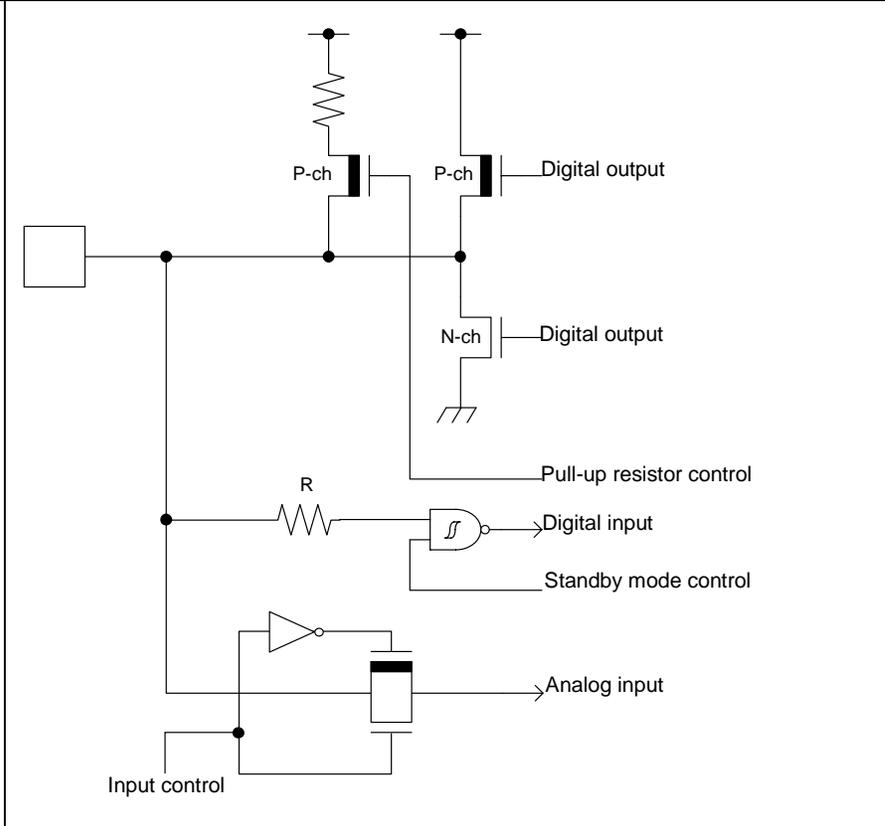 P-ch
P-ch
Digital output
N-ch
Digital output
Pull-up resistor control
R
Digital input
Standby mode control
Analog input
Input control